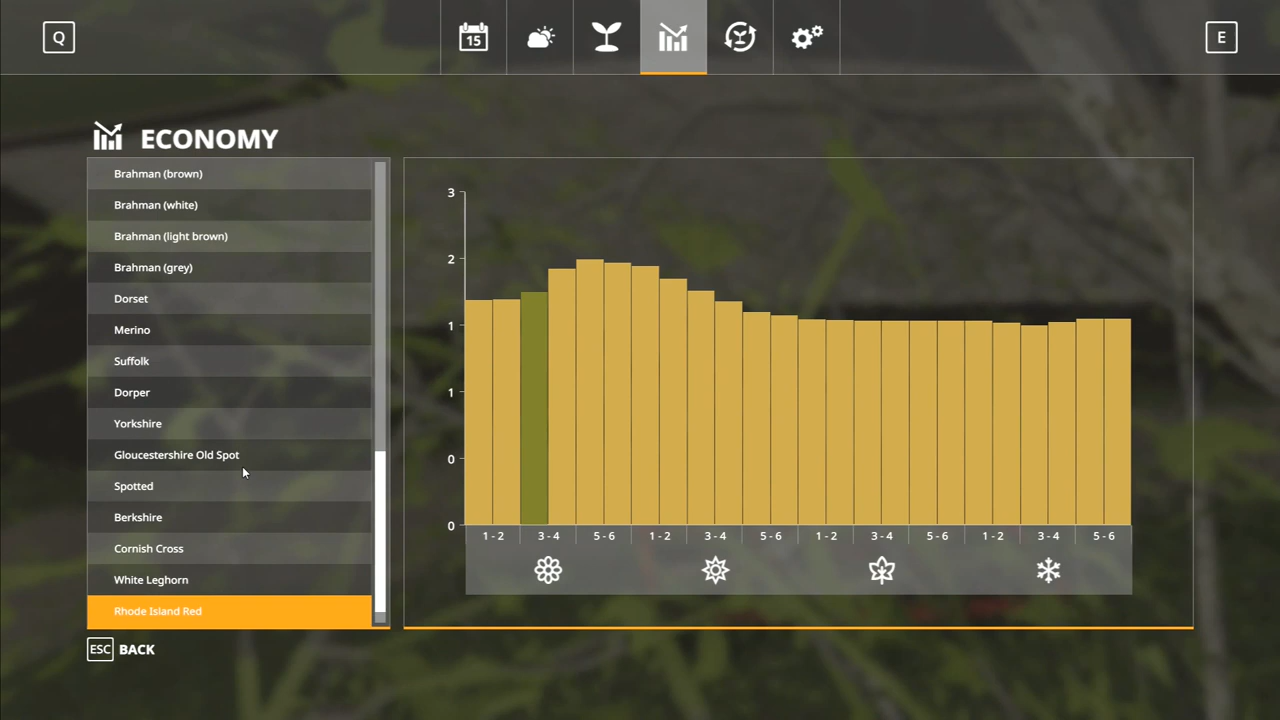 Q
15
E
ECONOMY
Brahman (brown)
Brahman (white)
Brahman (light brown)
Brahman (grey)
Dorset
Merino
Suffolk
Dorper
Yorkshire
Gloucestershire Old Spot
Spotted
Berkshire
Cornish Cross
White Leghorn
Rhode Island Red
3
2
1
1
0
0
1 - 2 3 - 4 5 - 6 1 - 2 3 - 4 5 - 6 1 - 2 3 - 4 5 - 6 1 - 2 3 - 4 5 - 6
ESC BACK